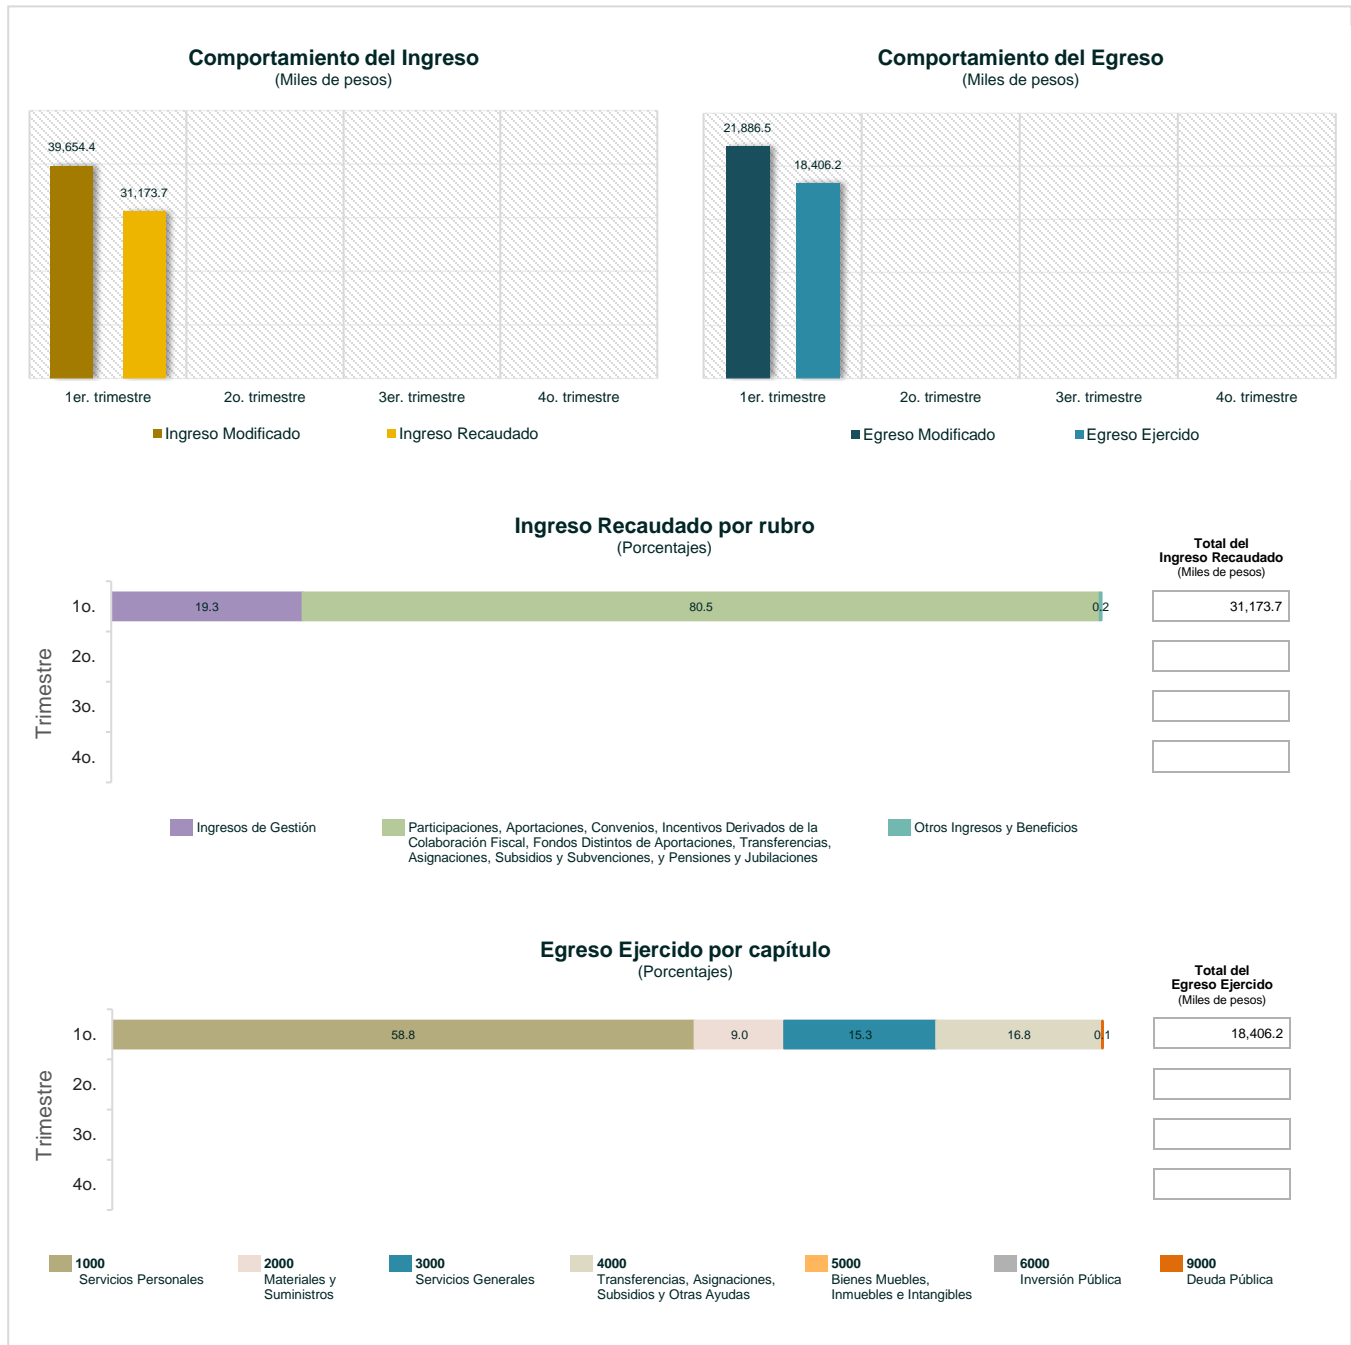 Comportamiento del Ingreso
(Miles de pesos)
39,654.4
31,173.7
1er. trimestre
2o. trimestre
3er. trimestre
4o. trimestre
Ingreso Modificado
Ingreso Recaudado
Comportamiento del Egreso
(Miles de pesos)
21,886.5
18,406.2
1er. trimestre
2o. trimestre
3er. trimestre
4o. trimestre
Egreso Modificado
Egreso Ejercido
Ingreso Recaudado por rubro
(Porcentajes)
Total del
Ingreso Recaudado
(Miles de pesos)
Trimestre
1o.
19.3
80.5
0.2
31,173.7
2o.
3o.
4o.
Ingresos de Gestión
Participaciones, Aportaciones, Convenios, Incentivos Derivados de la
Colaboración Fiscal, Fondos Distintos de Aportaciones, Transferencias,
Asignaciones, Subsidios y Subvenciones, y Pensiones y Jubilaciones
Otros Ingresos y Beneficios
Egreso Ejercido por capítulo
(Porcentajes)
Total del
Egreso Ejercido
(Miles de pesos)
Trimestre
1o.
58.8
9.0
15.3
16.8
0.1
18,406.2
2o.
3o.
4o.
1000
Servicios Personales
2000
Materiales y
Suministros
3000
Servicios Generales
4000
Transferencias, Asignaciones,
Subsidios y Otras Ayudas
5000
Bienes Muebles,
Inmuebles e Intangibles
6000
Inversión Pública
9000
Deuda Pública